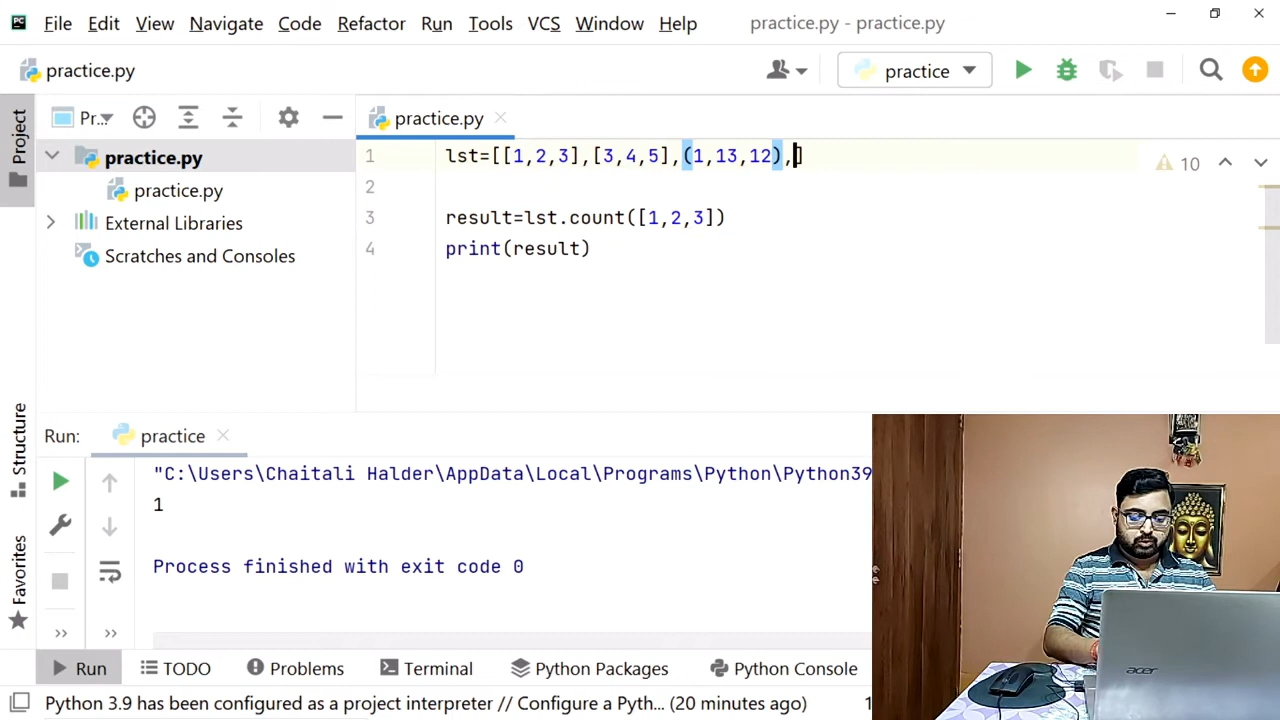 File Edit View Navigate Code Refactor Run Tools VCS Window Help practice.py - practice.py
practice.py practice
Project Pr... practice.py
practice.py
practice.py
External Libraries
Scratches and Consoles
1 lst=[[1,2,3],[3,4,5],(1,13,12),]
10
2
3 result=lst.count([1,2,3])
4 print(result)
Structure
Favorites
Run: practice
"C:\Users\Chaitali Halder\AppData\Local\Programs\Python\Python39
1
Process finished with exit code 0
acer
Run TODO Problems Terminal Python Packages Python Console
Python 3.9 has been configured as a project interpreter // Configure a Pyth... (20 minutes ago)